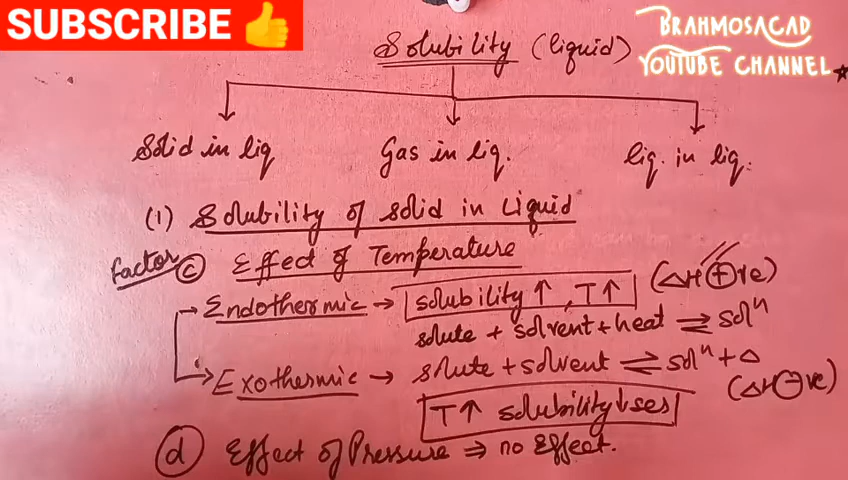 SUBSCRIBE
BRAHMOSACAD
YOUTUBE CHANNEL
Solubility (liquid)
Solid in liq
Gas in liq.
liq. in liq.
(1) Solubility of solid in Liquid
factor (c) Effect of Temperature
Endothermic → solubility ↑, T↑ (ΔH ⊕ve)
solute + solvent + heat ⇌ solⁿ
Exothermic → solute + solvent ⇌ solⁿ + Δ
(ΔH ⊖ve)
T↑ solubility↓ses
(d) Effect of Pressure ⇒ no Effect.